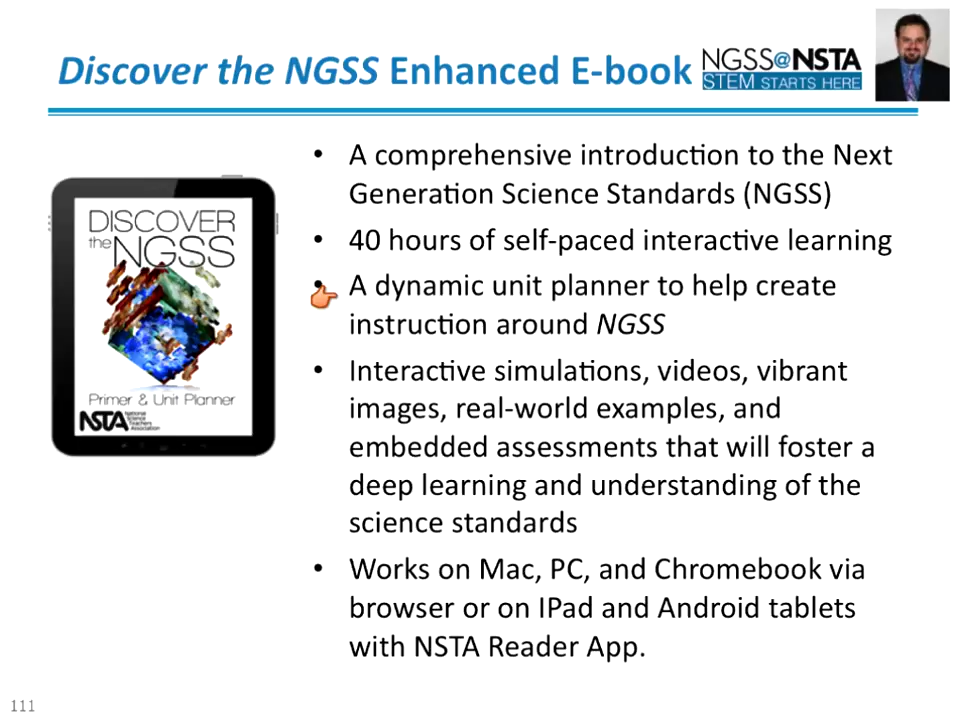 Discover the NGSS Enhanced E-book
NGSS@NSTA
STEM STARTS HERE
DISCOVER
the NGSS
Primer & Unit Planner
NSTA National
Science
Teachers
Association
• A comprehensive introduction to the Next
Generation Science Standards (NGSS)
• 40 hours of self-paced interactive learning
• A dynamic unit planner to help create
instruction around NGSS
• Interactive simulations, videos, vibrant
images, real-world examples, and
embedded assessments that will foster a
deep learning and understanding of the
science standards
• Works on Mac, PC, and Chromebook via
browser or on IPad and Android tablets
with NSTA Reader App.
111